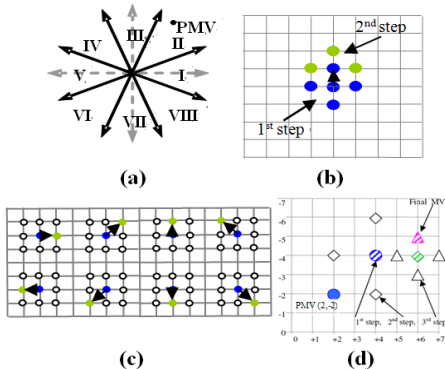 III
•PMV
IV
II
V
I
VI
VII
VIII
(a)
2nd step
1st step
(b)
(c)
-7
Final MV
-6
-5
-4
-3
-2
PMV (2,-2)
-1
1st step, 2nd step, 3rd step
0
0 +1 +2 +3 +4 +5 +6 +7
(d)